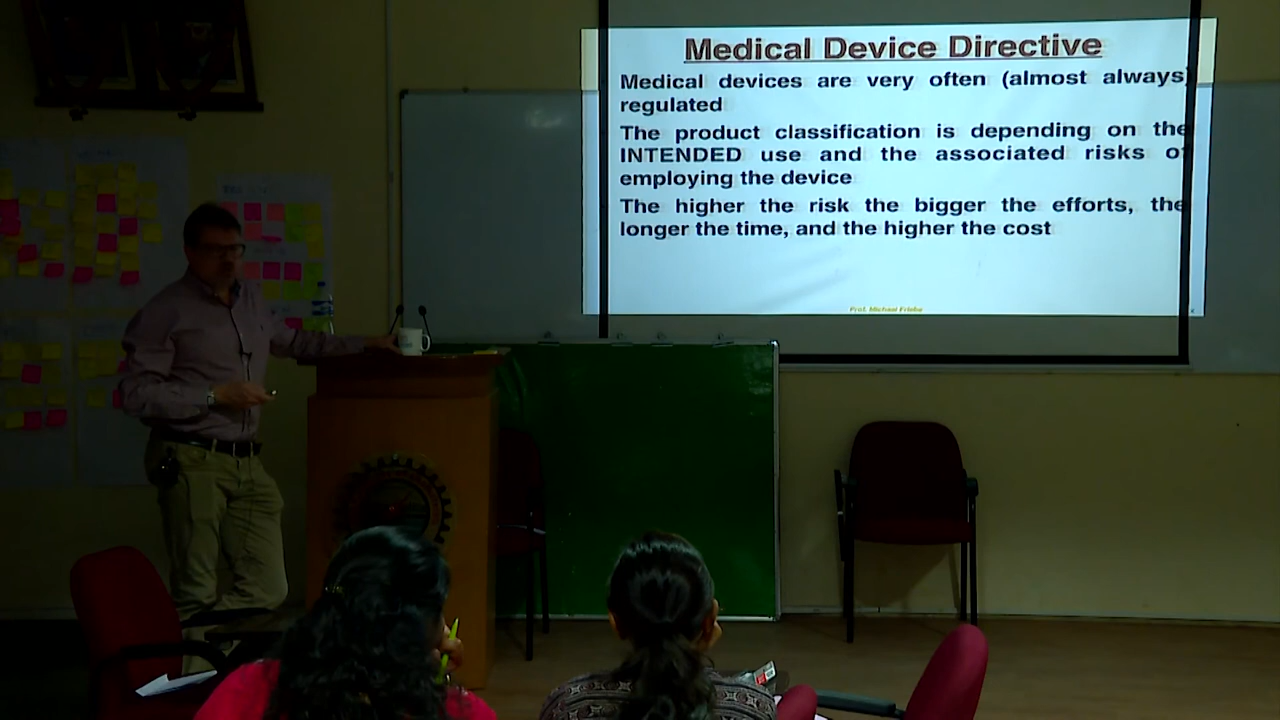 Medical Device Directive
Medical devices are very often (almost always)
regulated
The product classification is depending on the
INTENDED use and the associated risks of
employing the device
The higher the risk the bigger the efforts, the
longer the time, and the higher the cost
Prof. Michael Friebe